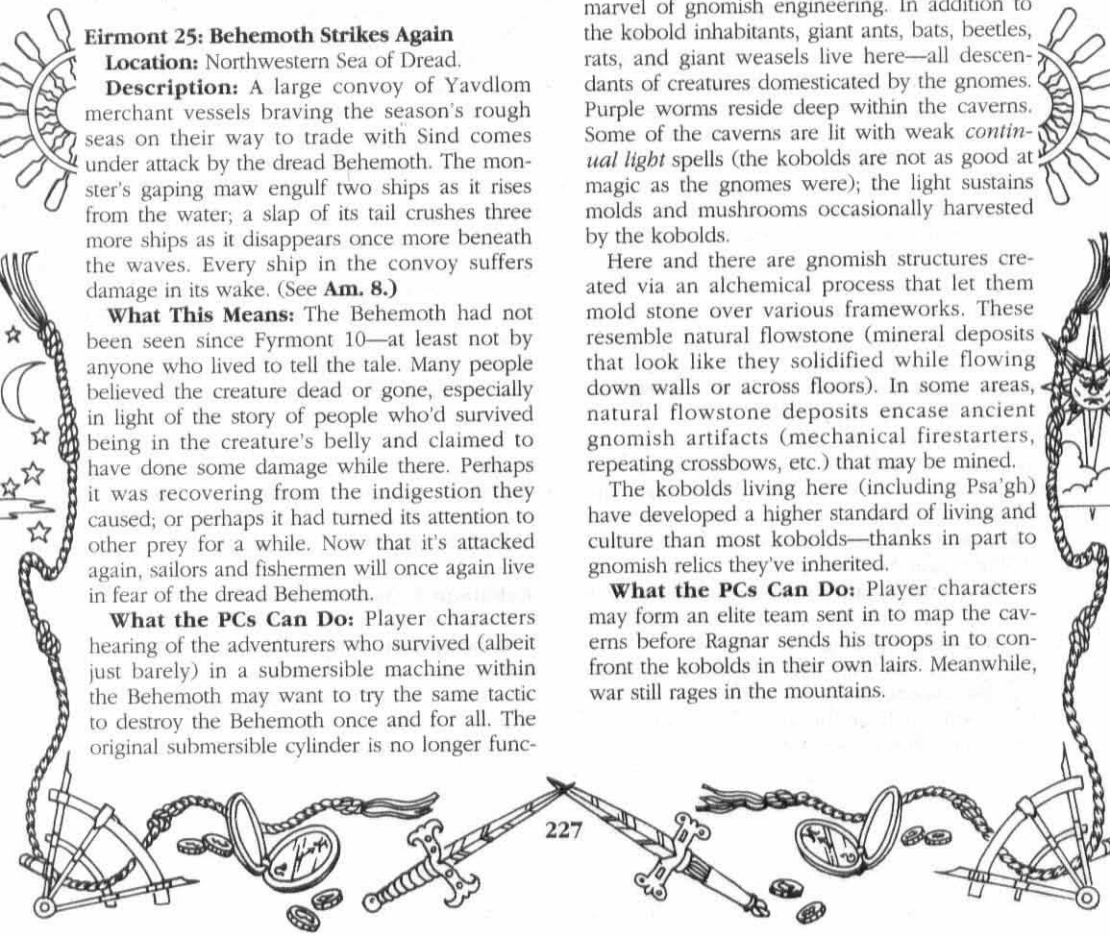 Eirmont 25: Behemoth Strikes Again
Location: Northwestern Sea of Dread.
Description: A large convoy of Yavdlom
merchant vessels braving the season's rough
seas on their way to trade with Sind comes
under attack by the dread Behemoth. The mon-
ster's gaping maw engulf two ships as it rises
from the water; a slap of its tail crushes three
more ships as it disappears once more beneath
the waves. Every ship in the convoy suffers
damage in its wake. (See Am. 8.)
What This Means: The Behemoth had not
been seen since Fyrmont 10—at least not by
anyone who lived to tell the tale. Many people
believed the creature dead or gone, especially
in light of the story of people who'd survived
being in the creature's belly and claimed to
have done some damage while there. Perhaps
it was recovering from the indigestion they
caused; or perhaps it had turned its attention to
other prey for a while. Now that it's attacked
again, sailors and fishermen will once again live
in fear of the dread Behemoth.
What the PCs Can Do: Player characters
hearing of the adventurers who survived (albeit
just barely) in a submersible machine within
the Behemoth may want to try the same tactic
to destroy the Behemoth once and for all. The
original submersible cylinder is no longer func-
marvel of gnomish engineering. In addition to
the kobold inhabitants, giant ants, bats, beetles,
rats, and giant weasels live here—all descen-
dants of creatures domesticated by the gnomes.
Purple worms reside deep within the caverns.
Some of the caverns are lit with weak contin-
ual light spells (the kobolds are not as good at
magic as the gnomes were); the light sustains
molds and mushrooms occasionally harvested
by the kobolds.
Here and there are gnomish structures cre-
ated via an alchemical process that let them
mold stone over various frameworks. These
resemble natural flowstone (mineral deposits
that look like they solidified while flowing
down walls or across floors). In some areas,
natural flowstone deposits encase ancient
gnomish artifacts (mechanical firestarters,
repeating crossbows, etc.) that may be mined.
The kobolds living here (including Psa'gh)
have developed a higher standard of living and
culture than most kobolds—thanks in part to
gnomish relics they've inherited.
What the PCs Can Do: Player characters
may form an elite team sent in to map the cav-
erns before Ragnar sends his troops in to con-
front the kobolds in their own lairs. Meanwhile,
war still rages in the mountains.
227